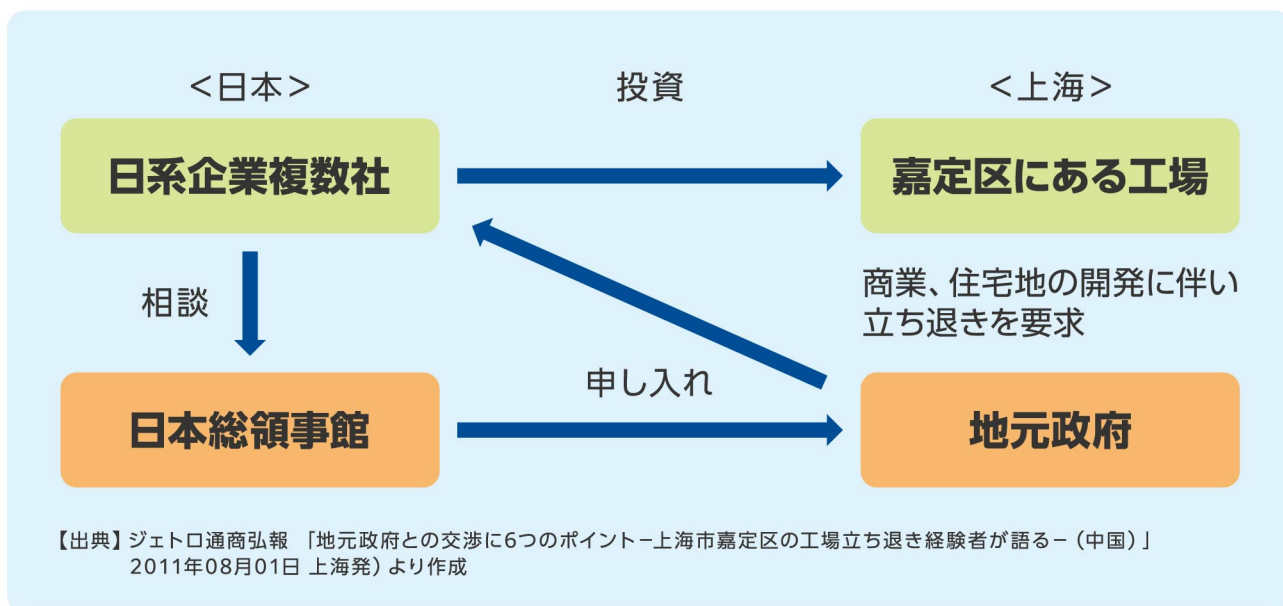 <日本>
投資
<上海>
日系企業複数社
嘉定区にある工場
相談
商業、住宅地の開発に伴い
立ち退きを要求
申し入れ
日本総領事館
地元政府
【出典】ジェトロ通商弘報 「地元政府との交渉に6つのポイント－上海市嘉定区の工場立ち退き経験者が語る－(中国)」
2011年08月01日 上海発)より作成